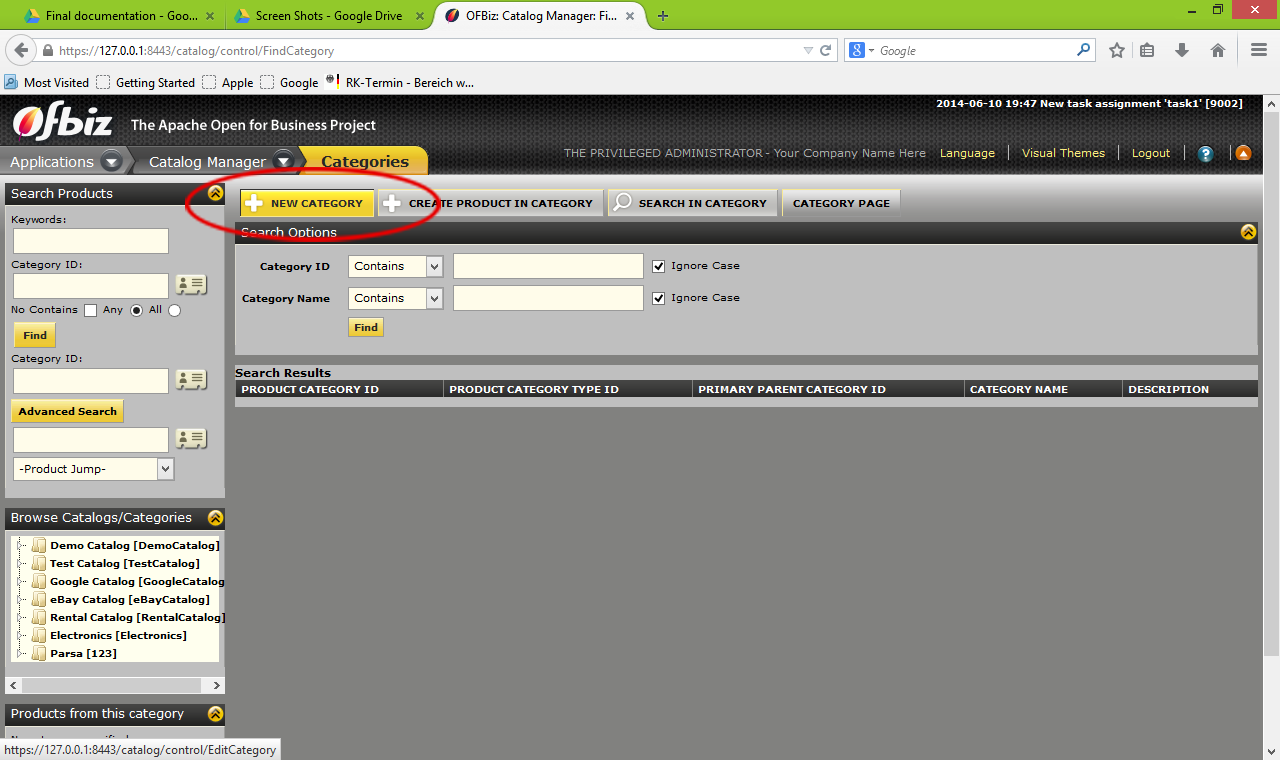 Final documentation - Goo...
Screen Shots - Google Drive
OFBiz: Catalog Manager: Fi...
https://127.0.0.1:8443/catalog/control/FindCategory
Google
Most Visited Getting Started Apple Google RK-Termin - Bereich w...
2014-06-10 19:47 New task assignment 'task1' [9002]
Ofbiz The Apache Open for Business Project
Applications Catalog Manager Categories
THE PRIVILEGED ADMINISTRATOR - Your Company Name Here Language Visual Themes Logout ?
Search Products
Keywords:
Category ID:
No Contains Any All
Find
Category ID:
Advanced Search
-Product Jump-
Browse Catalogs/Categories
Demo Catalog [DemoCatalog]
Test Catalog [TestCatalog]
Google Catalog [GoogleCatalog
eBay Catalog [eBayCatalog]
Rental Catalog [RentalCatalog]
Electronics [Electronics]
Parsa [123]
Products from this category
https://127.0.0.1:8443/catalog/control/EditCategory
NEW CATEGORY CREATE PRODUCT IN CATEGORY SEARCH IN CATEGORY CATEGORY PAGE
Search Options
Category ID Contains Ignore Case
Category Name Contains Ignore Case
Find
Search Results
PRODUCT CATEGORY ID PRODUCT CATEGORY TYPE ID PRIMARY PARENT CATEGORY ID CATEGORY NAME DESCRIPTION